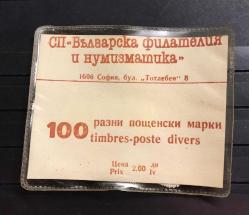 СП-„Българска филателия
и нумизматика"
1606 София, бул. „Тотлебен" 8
100 разни пощенски марки
timbres-poste divers
Цена 2.00 лв
Prix lv